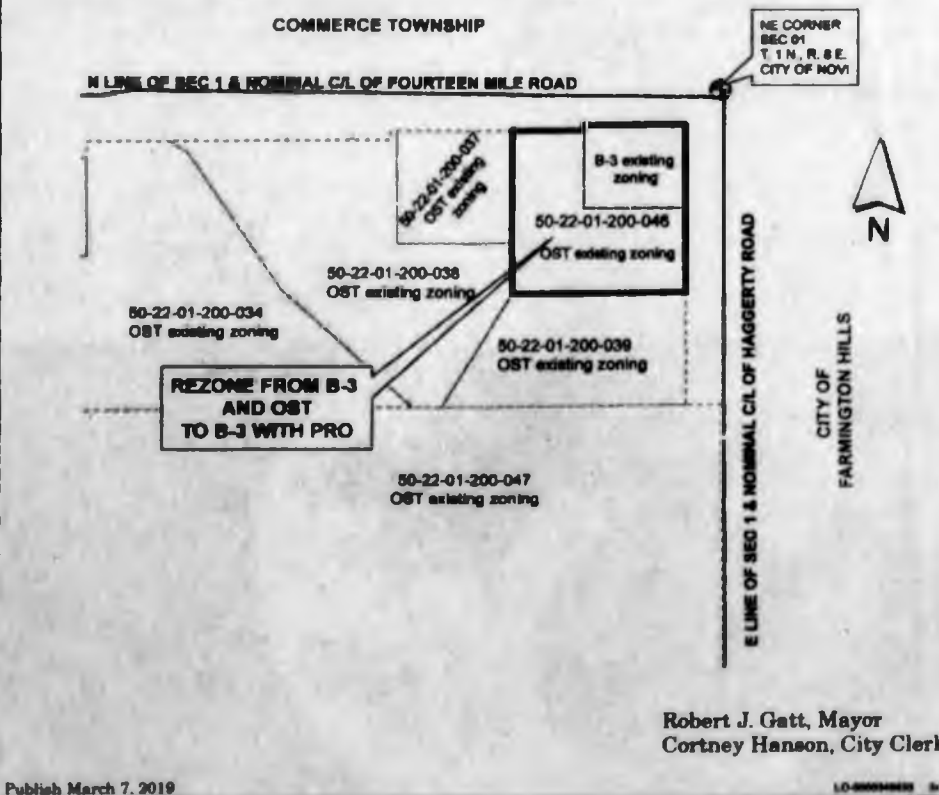 COMMERCE TOWNSHIP
NE CORNER
SEC 01
T. 1 N., R. 8 E.
CITY OF NOVI
N LINE OF SEC 1 & NOMINAL C/L OF FOURTEEN MILE ROAD
50-22-01-200-037
OST existing
zoning
B-3 existing
zoning
50-22-01-200-046
OST existing zoning
N
50-22-01-200-038
OST existing zoning
50-22-01-200-034
OST existing zoning
50-22-01-200-039
OST existing zoning
REZONE FROM B-3
AND OST
TO B-3 WITH PRO
50-22-01-200-047
OST existing zoning
E LINE OF SEC 1 & NOMINAL C/L OF HAGGERTY ROAD
CITY OF
FARMINGTON HILLS
Robert J. Gatt, Mayor
Cortney Hanson, City Clerk
Publish March 7, 2019